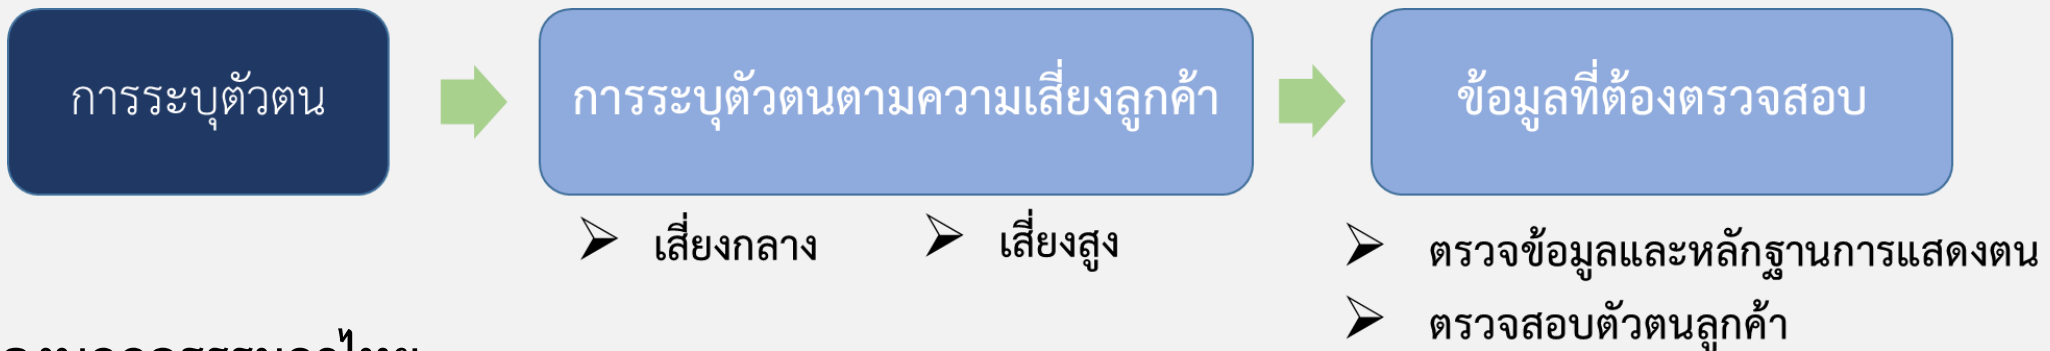 การระบุตัวตน
การระบุตัวตนตามความเสี่ยงลูกค้า
ข้อมูลที่ต้องตรวจสอบ
เสี่ยงกลาง
เสี่ยงสูง
ตรวจข้อมูลและหลักฐานการแสดงตน
ตรวจสอบตัวตนลูกค้า